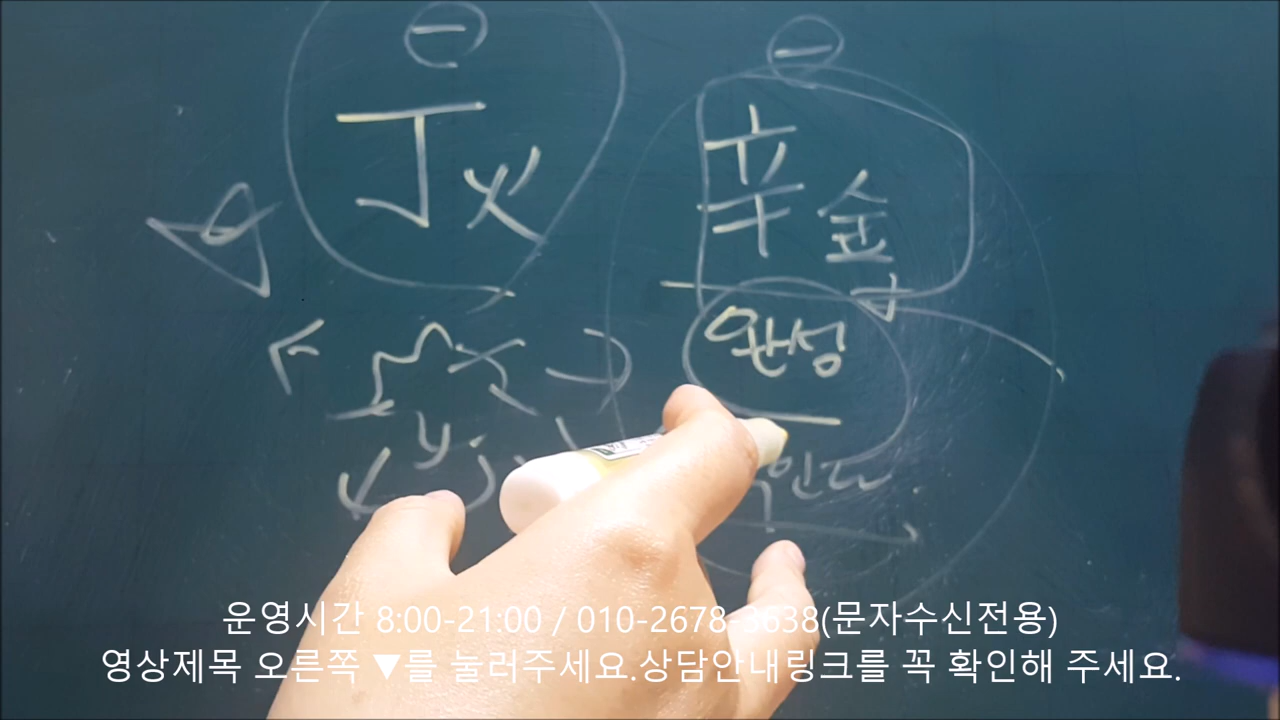 丁火
辛金
완성
운영시간 8:00-21:00 / 010-2678-3638(문자수신전용)
영상제목 오른쪽 ▼를 눌러주세요.상담안내링크를 꼭 확인해 주세요.